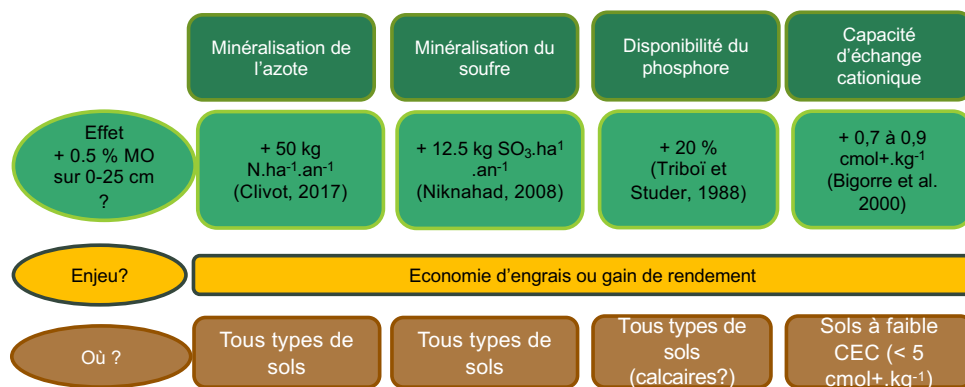 Minéralisation de
l'azote
Minéralisation du
soufre
Disponibilité du
phosphore
Capacité
d'échange
cationique
Effet
+ 0.5 % MO
sur 0-25 cm
?
+ 50 kg
N.ha⁻¹.an⁻¹
(Clivot, 2017)
+ 12.5 kg SO₃.ha¹
.an⁻¹
(Niknahad, 2008)
+ 20 %
(Triboï et
Studer, 1988)
+ 0,7 à 0,9
cmol+.kg⁻¹
(Bigorre et al.
2000)
Enjeu?
Economie d'engrais ou gain de rendement
Où ?
Tous types de
sols
Tous types de
sols
Tous types de
sols
(calcaires?)
Sols à faible
CEC (< 5
cmol+.kg⁻¹)